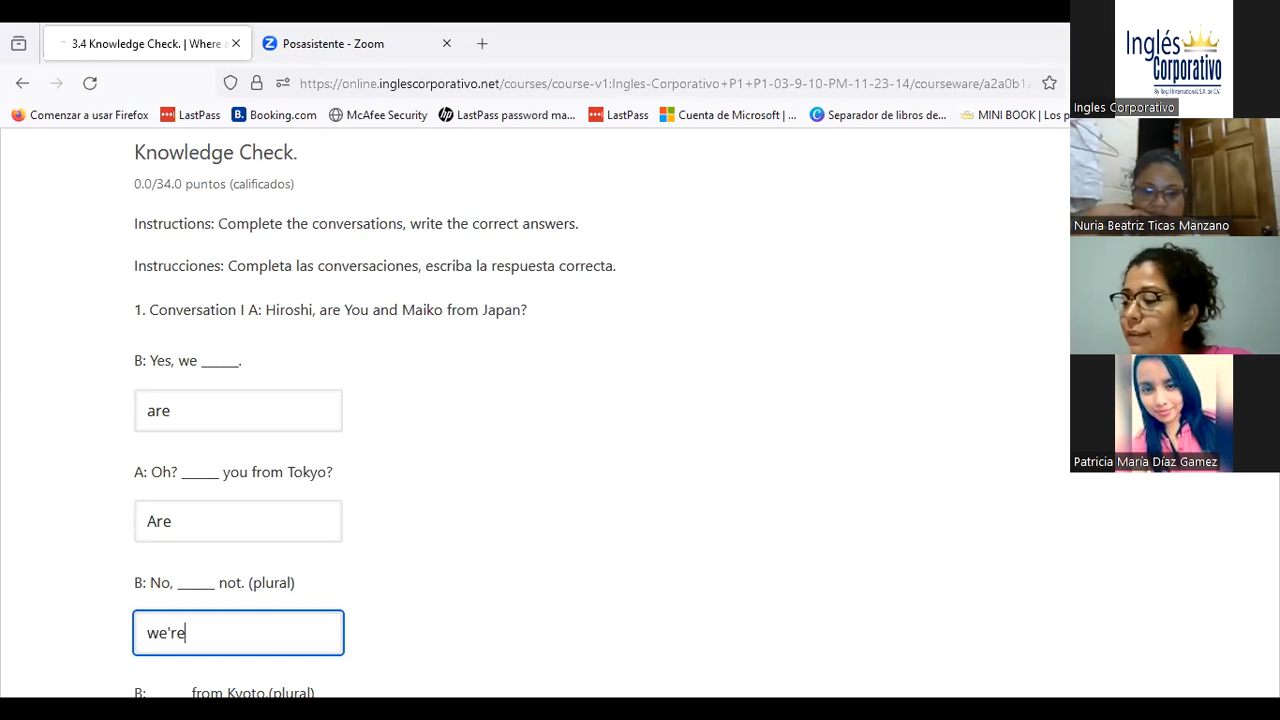 3.4 Knowledge Check. | Where a
Posasistente - Zoom
https://online.inglescorporativo.net/courses/course-v1:Ingles-Corporativo+P1+P1-03-9-10-PM-11-23-14/courseware/a2a0b1a
Comenzar a usar Firefox
LastPass
Booking.com
McAfee Security
LastPass password ma...
LastPass
Cuenta de Microsoft | ...
Separador de libros de...
MINI BOOK | Los p
Knowledge Check.
0.0/34.0 puntos (calificados)
Instructions: Complete the conversations, write the correct answers.
Instrucciones: Completa las conversaciones, escriba la respuesta correcta.
1. Conversation I A: Hiroshi, are You and Maiko from Japan?
B: Yes, we _____.
are
A: Oh? _____ you from Tokyo?
Are
B: No, _____ not. (plural)
we're
B: _____ from Kyoto.(plural)
Inglés
Corporativo
Ingles Corporativo
Nuria Beatriz Ticas Manzano
Patricia María Díaz Gamez